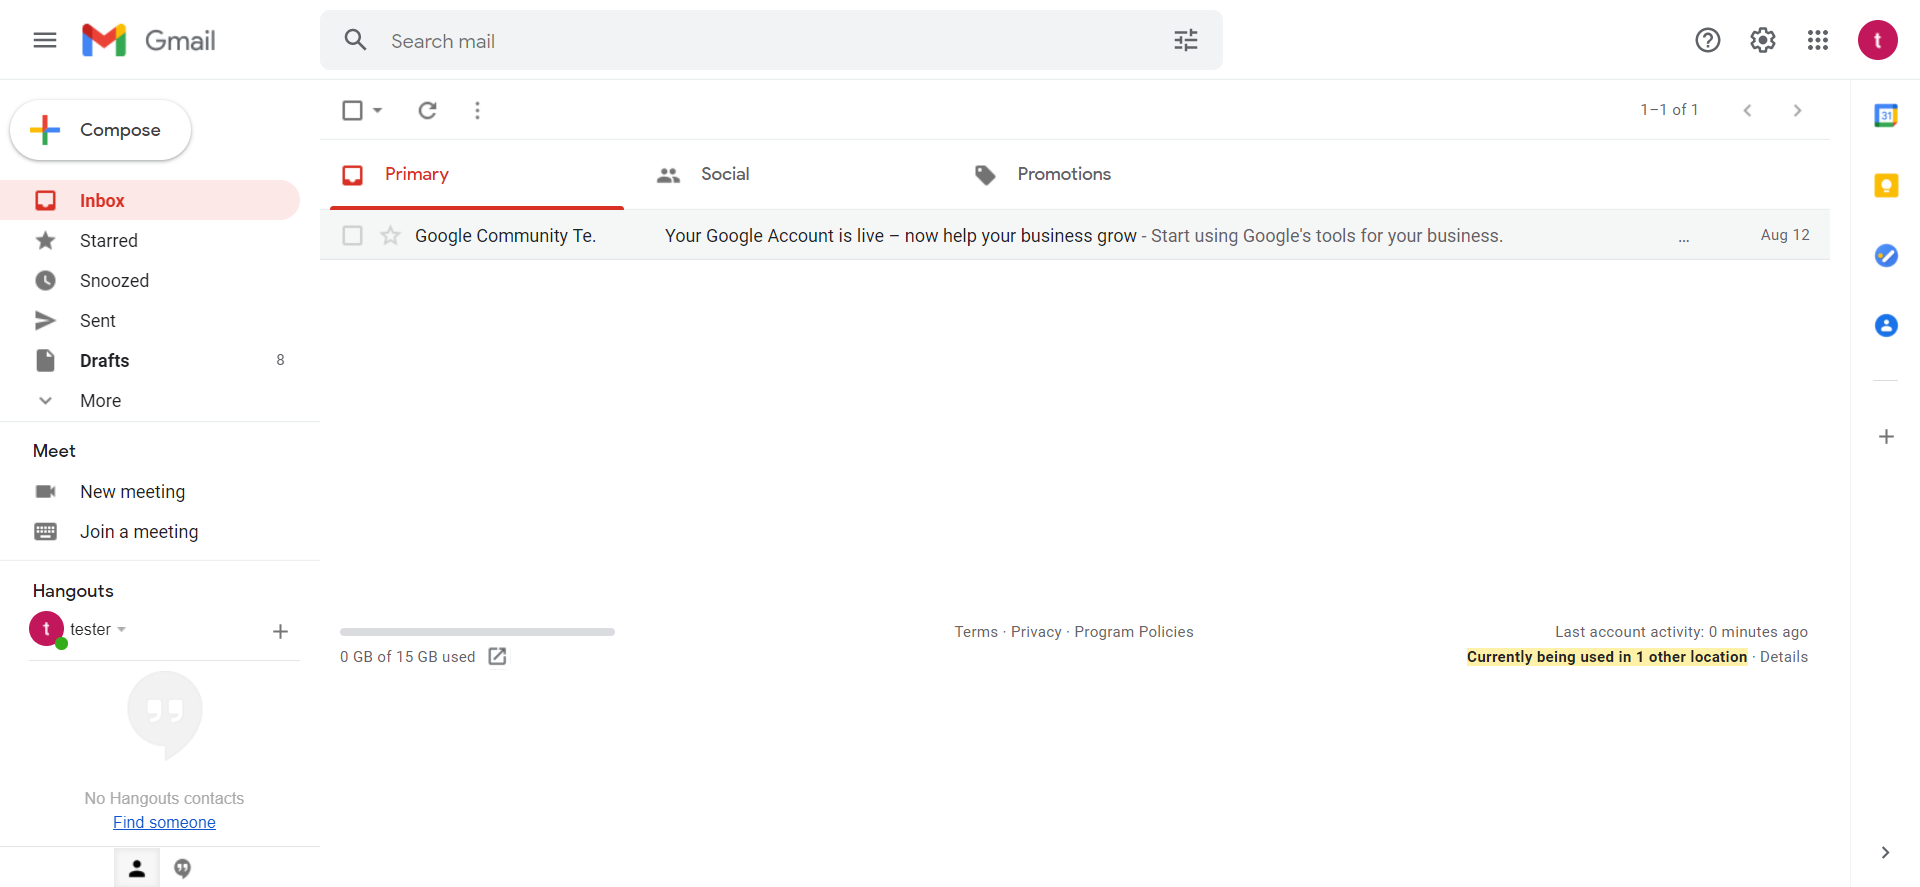 Gmail
Search mail
t
Compose
1–1 of 1
31
Primary
Social
Promotions
Inbox
Google Community Te.
Your Google Account is live – now help your business grow - Start using Google's tools for your business.
...
Aug 12
Starred
Snoozed
Sent
Drafts
8
More
Meet
New meeting
Join a meeting
Hangouts
t
tester
0 GB of 15 GB used
Terms · Privacy · Program Policies
Last account activity: 0 minutes ago
Currently being used in 1 other location · Details
No Hangouts contacts
Find someone